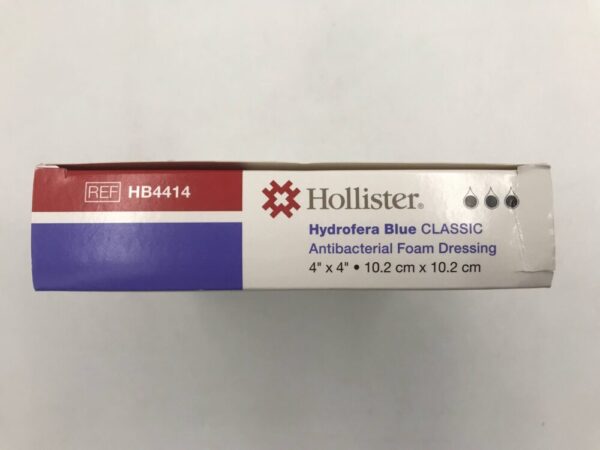 REF HB4414
Hollister®
Hydrofera Blue CLASSIC
Antibacterial Foam Dressing
4" x 4" • 10.2 cm x 10.2 cm